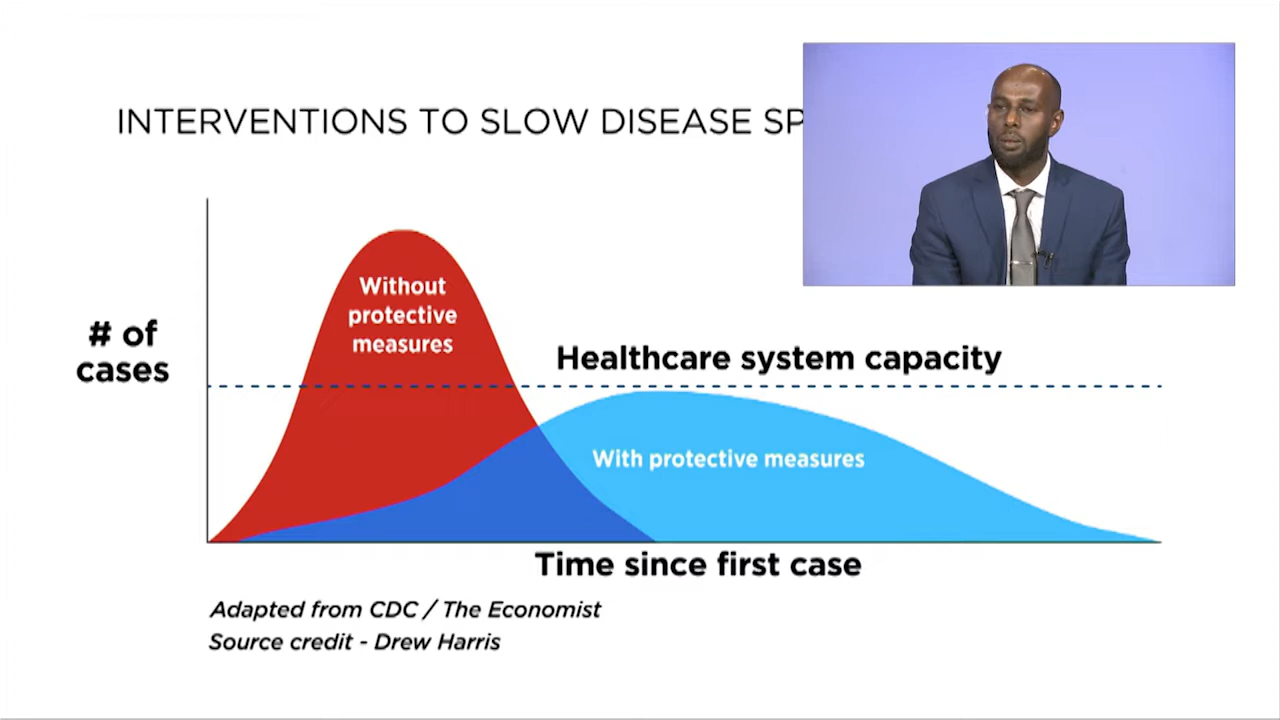 INTERVENTIONS TO SLOW DISEASE SP
Without
protective
measures
# of
cases
Healthcare system capacity
With protective measures
Time since first case
Adapted from CDC / The Economist
Source credit - Drew Harris